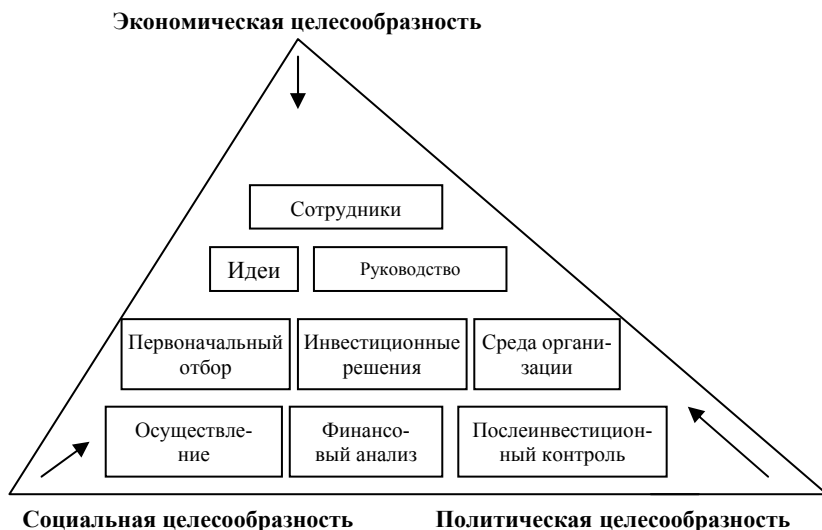 Экономическая целесообразность
Сотрудники
Идеи
Руководство
Первоначальный
отбор
Инвестиционные
решения
Среда органи-
зации
Осуществле-
ние
Финансо-
вый анализ
Послеинвестицион-
ный контроль
Социальная целесообразность
Политическая целесообразность